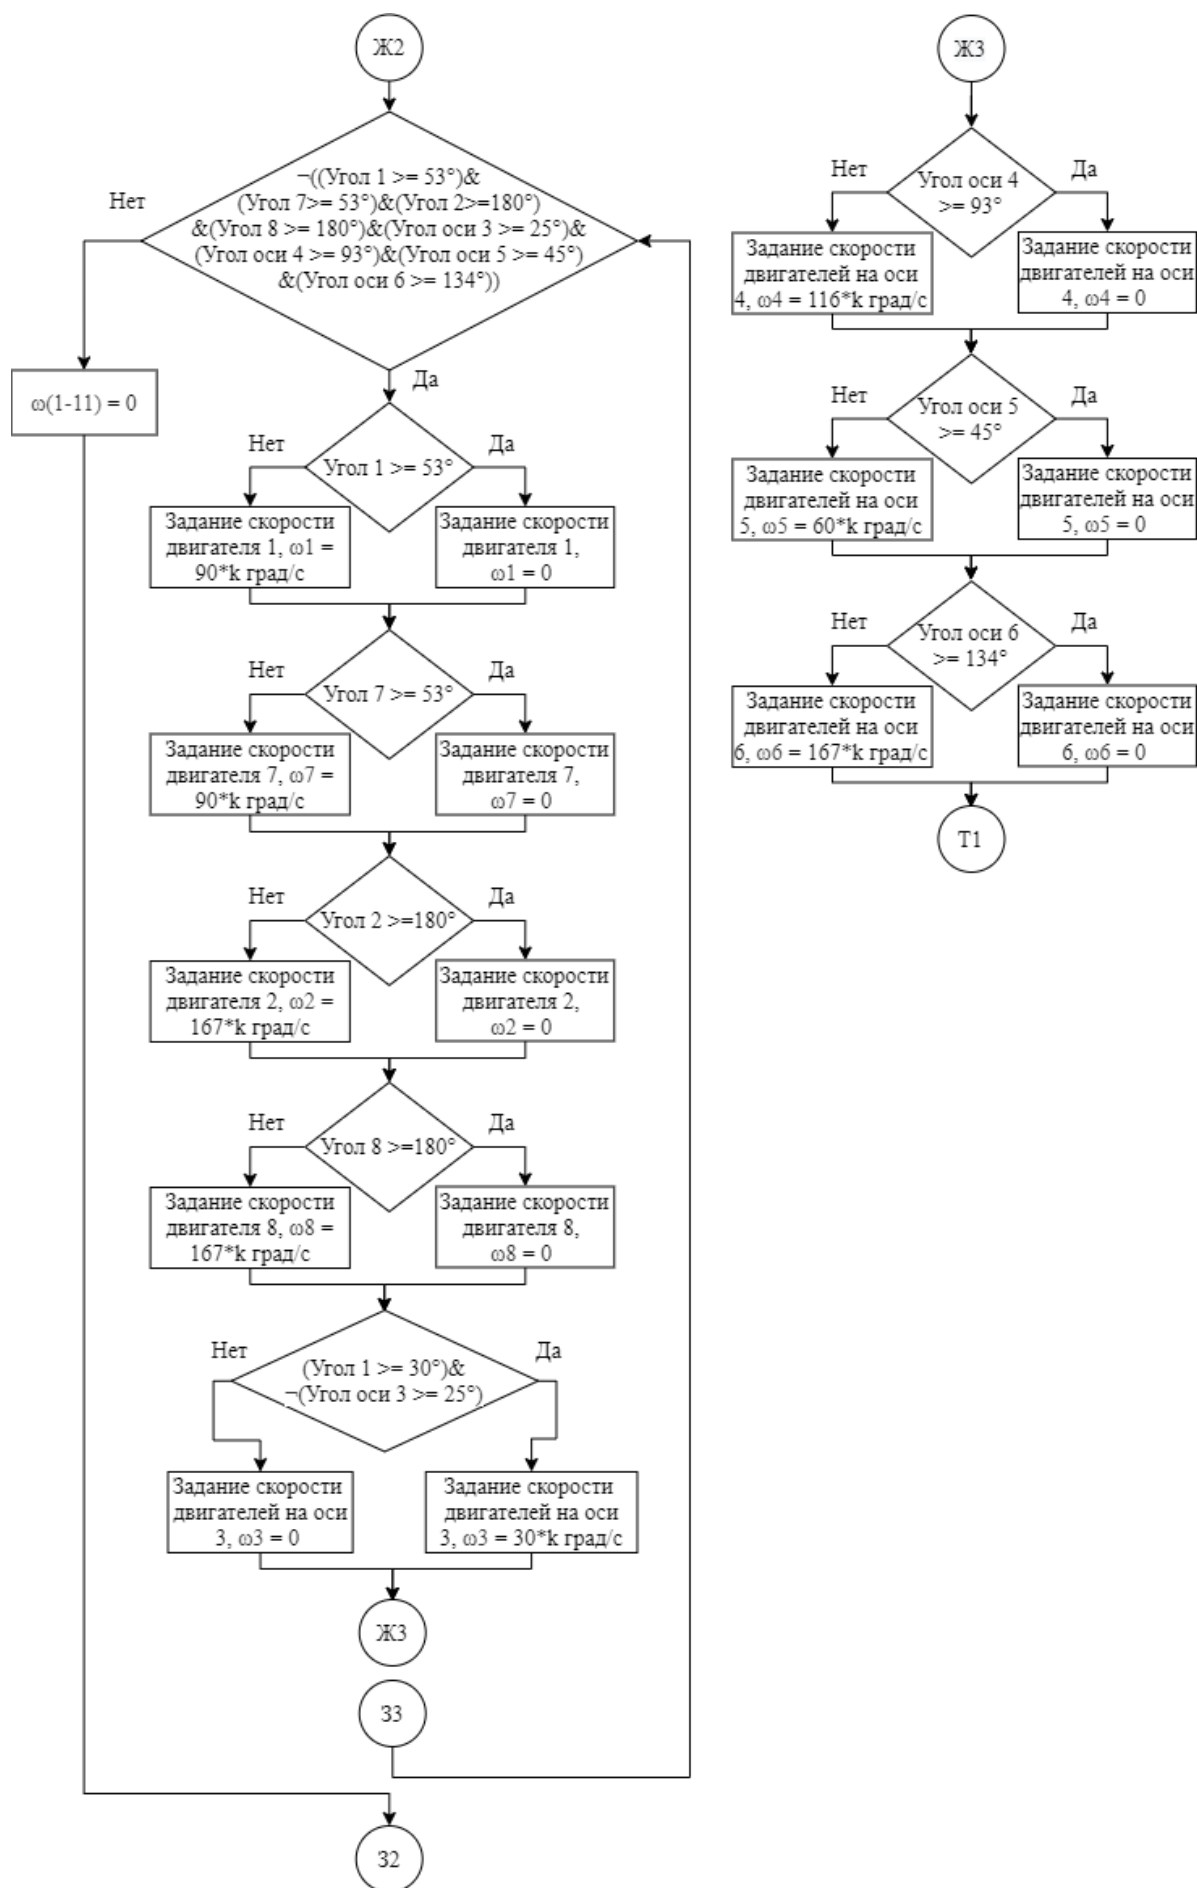 Ж2
¬((Угол 1 >= 53°)&
(Угол 7>= 53°)&(Угол 2>=180°)
&(Угол 8 >= 180°)&(Угол оси 3 >= 25°)&
(Угол оси 4 >= 93°)&(Угол оси 5 >= 45°)
&(Угол оси 6 >= 134°))
Нет
Да
ω(1-11) = 0
Угол 1 >= 53°
Нет
Да
Задание скорости
двигателя 1, ω1 =
90*k град/с
Задание скорости
двигателя 1,
ω1 = 0
Угол 7 >= 53°
Нет
Да
Задание скорости
двигателя 7, ω7 =
90*k град/с
Задание скорости
двигателя 7,
ω7 = 0
Угол 2 >=180°
Нет
Да
Задание скорости
двигателя 2, ω2 =
167*k град/с
Задание скорости
двигателя 2,
ω2 = 0
Угол 8 >=180°
Нет
Да
Задание скорости
двигателя 8, ω8 =
167*k град/с
Задание скорости
двигателя 8,
ω8 = 0
(Угол 1 >= 30°)&
¬(Угол оси 3 >= 25°)
Нет
Да
Задание скорости
двигателей на оси
3, ω3 = 0
Задание скорости
двигателей на оси
3, ω3 = 30*k град/с
Ж3
З3
З2
Ж3
Угол оси 4
>= 93°
Нет
Да
Задание скорости
двигателей на оси
4, ω4 = 116*k град/с
Задание скорости
двигателей на оси
4, ω4 = 0
Угол оси 5
>= 45°
Нет
Да
Задание скорости
двигателей на оси
5, ω5 = 60*k град/с
Задание скорости
двигателей на оси
5, ω5 = 0
Угол оси 6
>= 134°
Нет
Да
Задание скорости
двигателей на оси
6, ω6 = 167*k град/с
Задание скорости
двигателей на оси
6, ω6 = 0
Т1